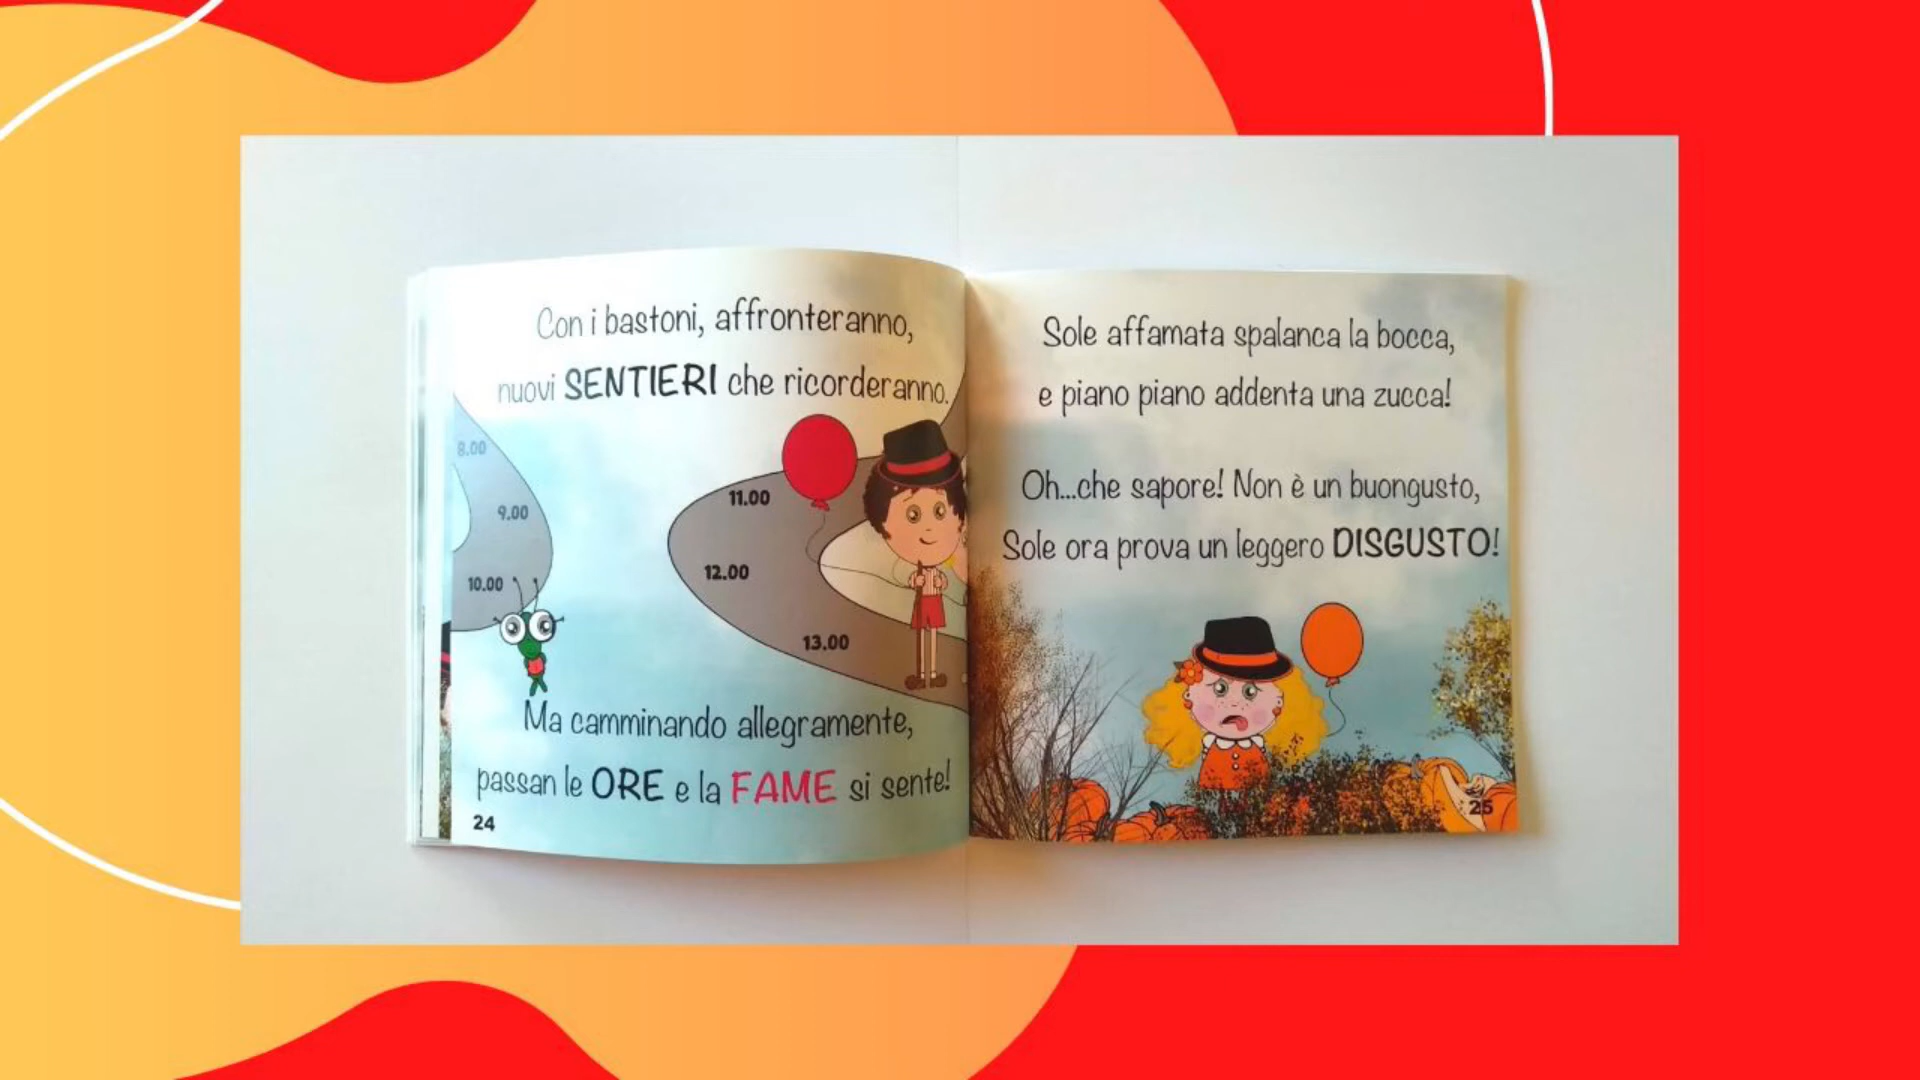 Con i bastoni, affronteranno,
nuovi SENTIERI che ricorderanno.
8.00
9.00
10.00
11.00
12.00
13.00
Ma camminando allegramente,
passan le ORE e la FAME si sente!
24
Sole affamata spalanca la bocca,
e piano piano addenta una zucca!
Oh...che sapore! Non è un buongusto,
Sole ora prova un leggero DISGUSTO!
25